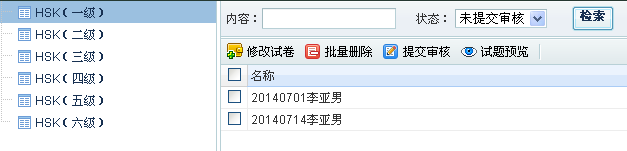 HSK(一级)
HSK(二级)
HSK(三级)
HSK(四级)
HSK(五级)
HSK(六级)
内容: 状态: 未提交审核 检索
修改试卷 批量删除 提交审核 试题预览
名称
20140701李亚男
20140714李亚男